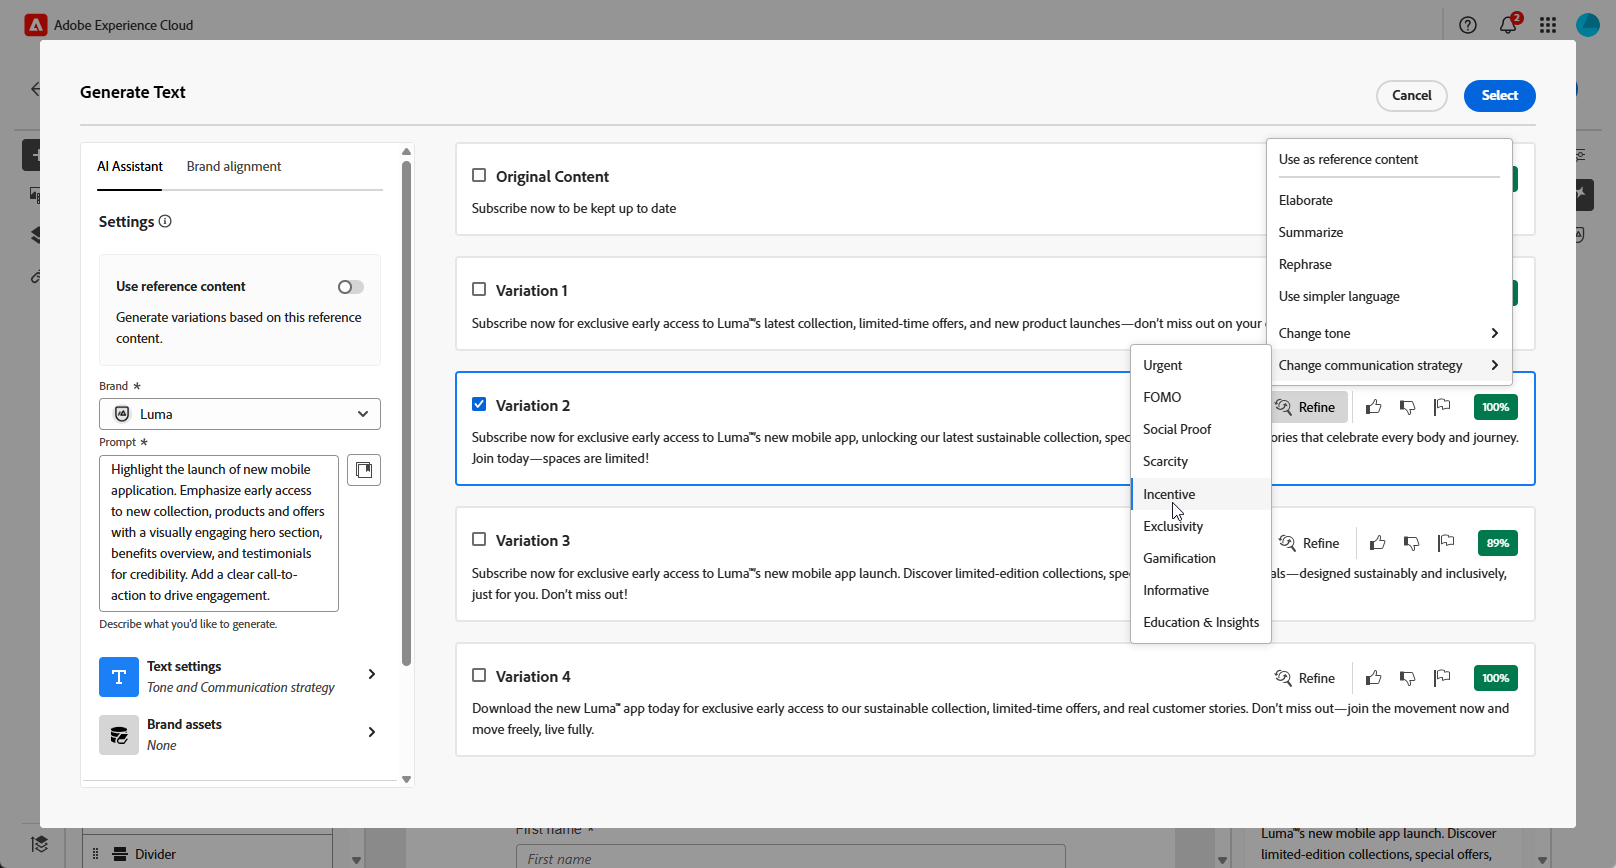 Adobe Experience Cloud
2
Generate Text
Cancel
Select
AI Assistant
Brand alignment
Settings
Use reference content
Generate variations based on this reference
content.
Brand *
Luma
Prompt *
Highlight the launch of new mobile
application. Emphasize early access
to new collection, products and offers
with a visually engaging hero section,
benefits overview, and testimonials
for credibility. Add a clear call-to-
action to drive engagement.
Describe what you'd like to generate.
T
Text settings
Tone and Communication strategy
Brand assets
None
Original Content
Subscribe now to be kept up to date
Variation 1
Subscribe now for exclusive early access to Luma™'s latest collection, limited-time offers, and new product launches—don't miss out on your
Variation 2
Refine
100%
Subscribe now for exclusive early access to Luma™'s new mobile app, unlocking our latest sustainable collection, spec
ories that celebrate every body and journey.
Join today—spaces are limited!
Variation 3
Refine
89%
Subscribe now for exclusive early access to Luma™'s new mobile app launch. Discover limited-edition collections, spe
als—designed sustainably and inclusively,
just for you. Don't miss out!
Variation 4
Refine
100%
Download the new Luma™ app today for exclusive early access to our sustainable collection, limited-time offers, and real customer stories. Don't miss out—join the movement now and
move freely, live fully.
Use as reference content
Elaborate
Summarize
Rephrase
Use simpler language
Change tone
Change communication strategy
Urgent
FOMO
Social Proof
Scarcity
Incentive
Exclusivity
Gamification
Informative
Education & Insights
Divider
First name *
First name
Luma™'s new mobile app launch. Discover
limited-edition collections, special offers,